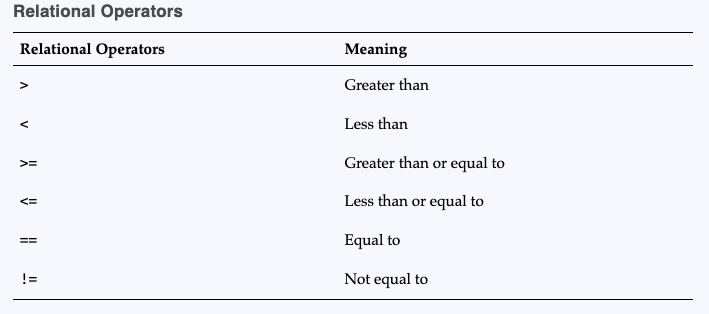 Relational Operators
Relational Operators Meaning
> Greater than
< Less than
>= Greater than or equal to
<= Less than or equal to
== Equal to
!= Not equal to